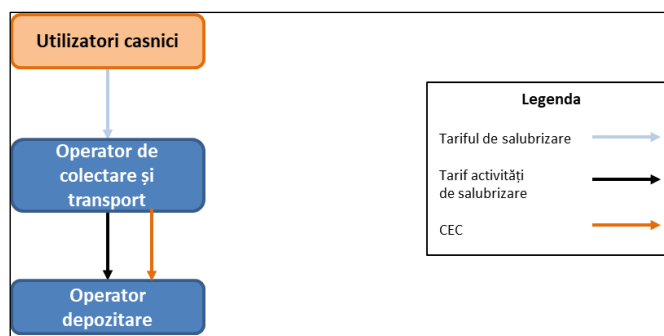 Utilizatori casnici
Operator de
colectare și
transport
Operator
depozitare
Legenda
Tariful de salubrizare
Tarif activități
de salubrizare
CEC